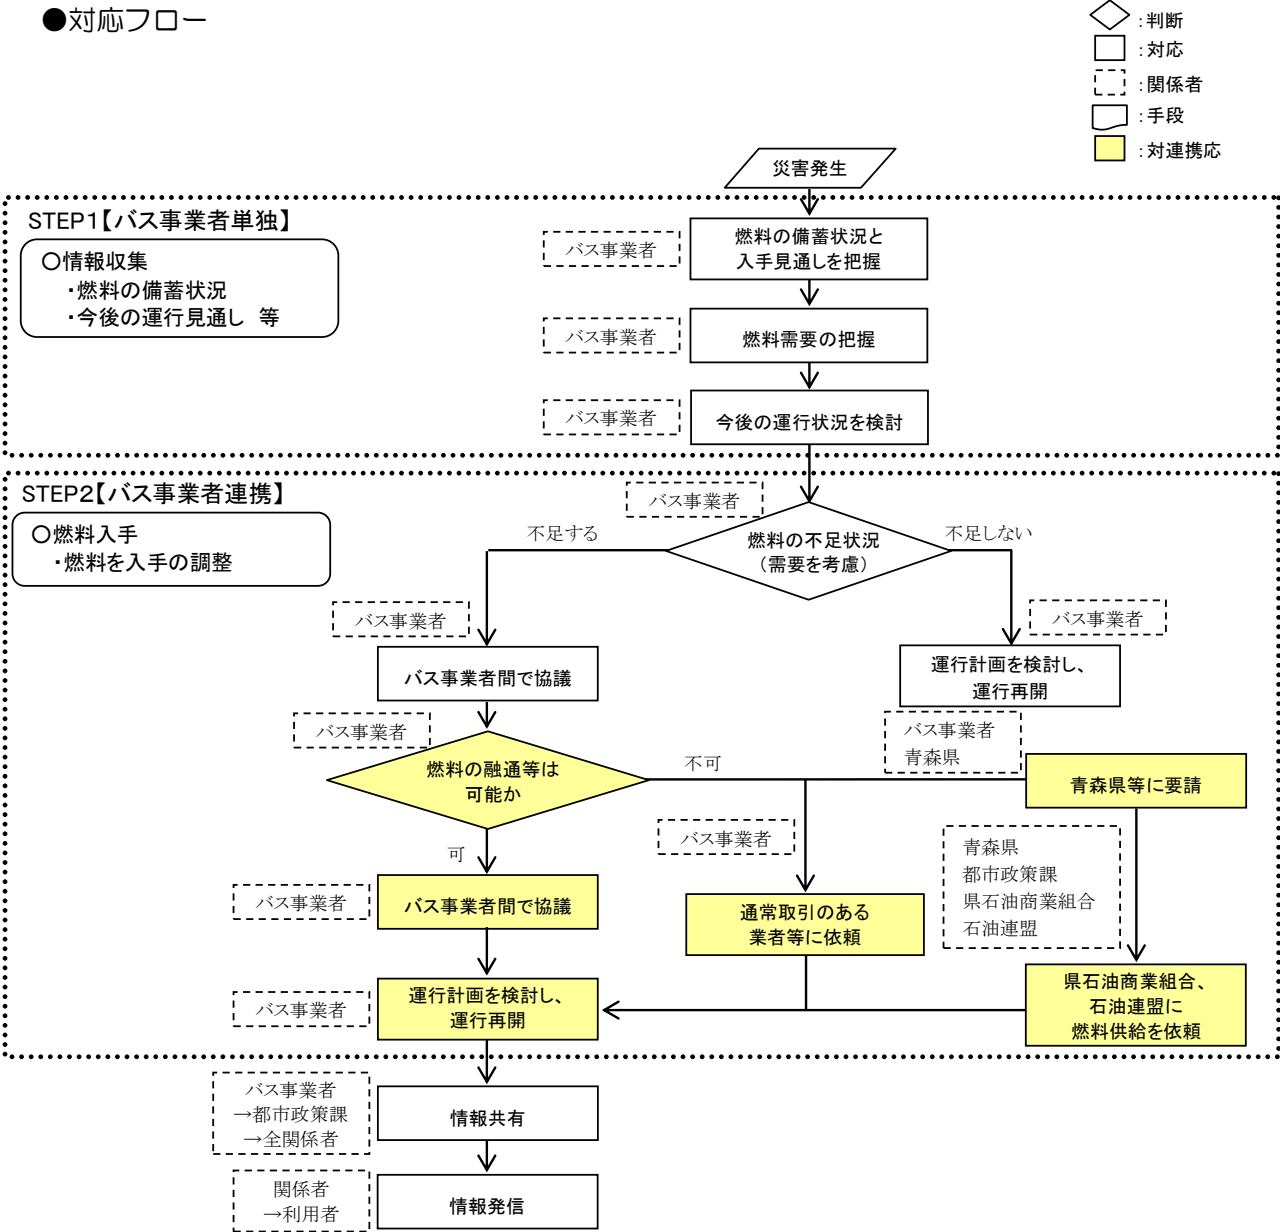 ●対応フロー
:判断
:対応
:関係者
:手段
:対連携応
災害発生
STEP1【バス事業者単独】
○情報収集
・燃料の備蓄状況
・今後の運行見通し 等
バス事業者
燃料の備蓄状況と
入手見通しを把握
バス事業者
燃料需要の把握
バス事業者
今後の運行状況を検討
STEP2【バス事業者連携】
○燃料入手
・燃料を入手の調整
バス事業者
燃料の不足状況
（需要を考慮）
不足する
不足しない
バス事業者
バス事業者間で協議
バス事業者
運行計画を検討し、
運行再開
バス事業者
燃料の融通等は
可能か
不可
バス事業者
青森県
青森県等に要請
可
バス事業者
青森県
都市政策課
県石油商業組合
石油連盟
バス事業者
バス事業者間で協議
通常取引のある
業者等に依頼
県石油商業組合、
石油連盟に
燃料供給を依頼
バス事業者
運行計画を検討し、
運行再開
バス事業者
→都市政策課
→全関係者
情報共有
関係者
→利用者
情報発信